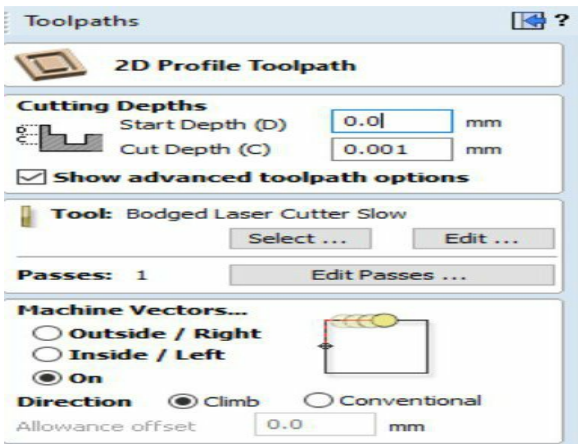 Toolpaths ?
2D Profile Toolpath
Cutting Depths
Start Depth (D) 0.0 mm
Cut Depth (C) 0.001 mm
Show advanced toolpath options
Tool: Bodged Laser Cutter Slow
Select ... Edit ...
Passes: 1 Edit Passes ...
Machine Vectors...
Outside / Right
Inside / Left
On
Direction Climb Conventional
Allowance offset 0.0 mm